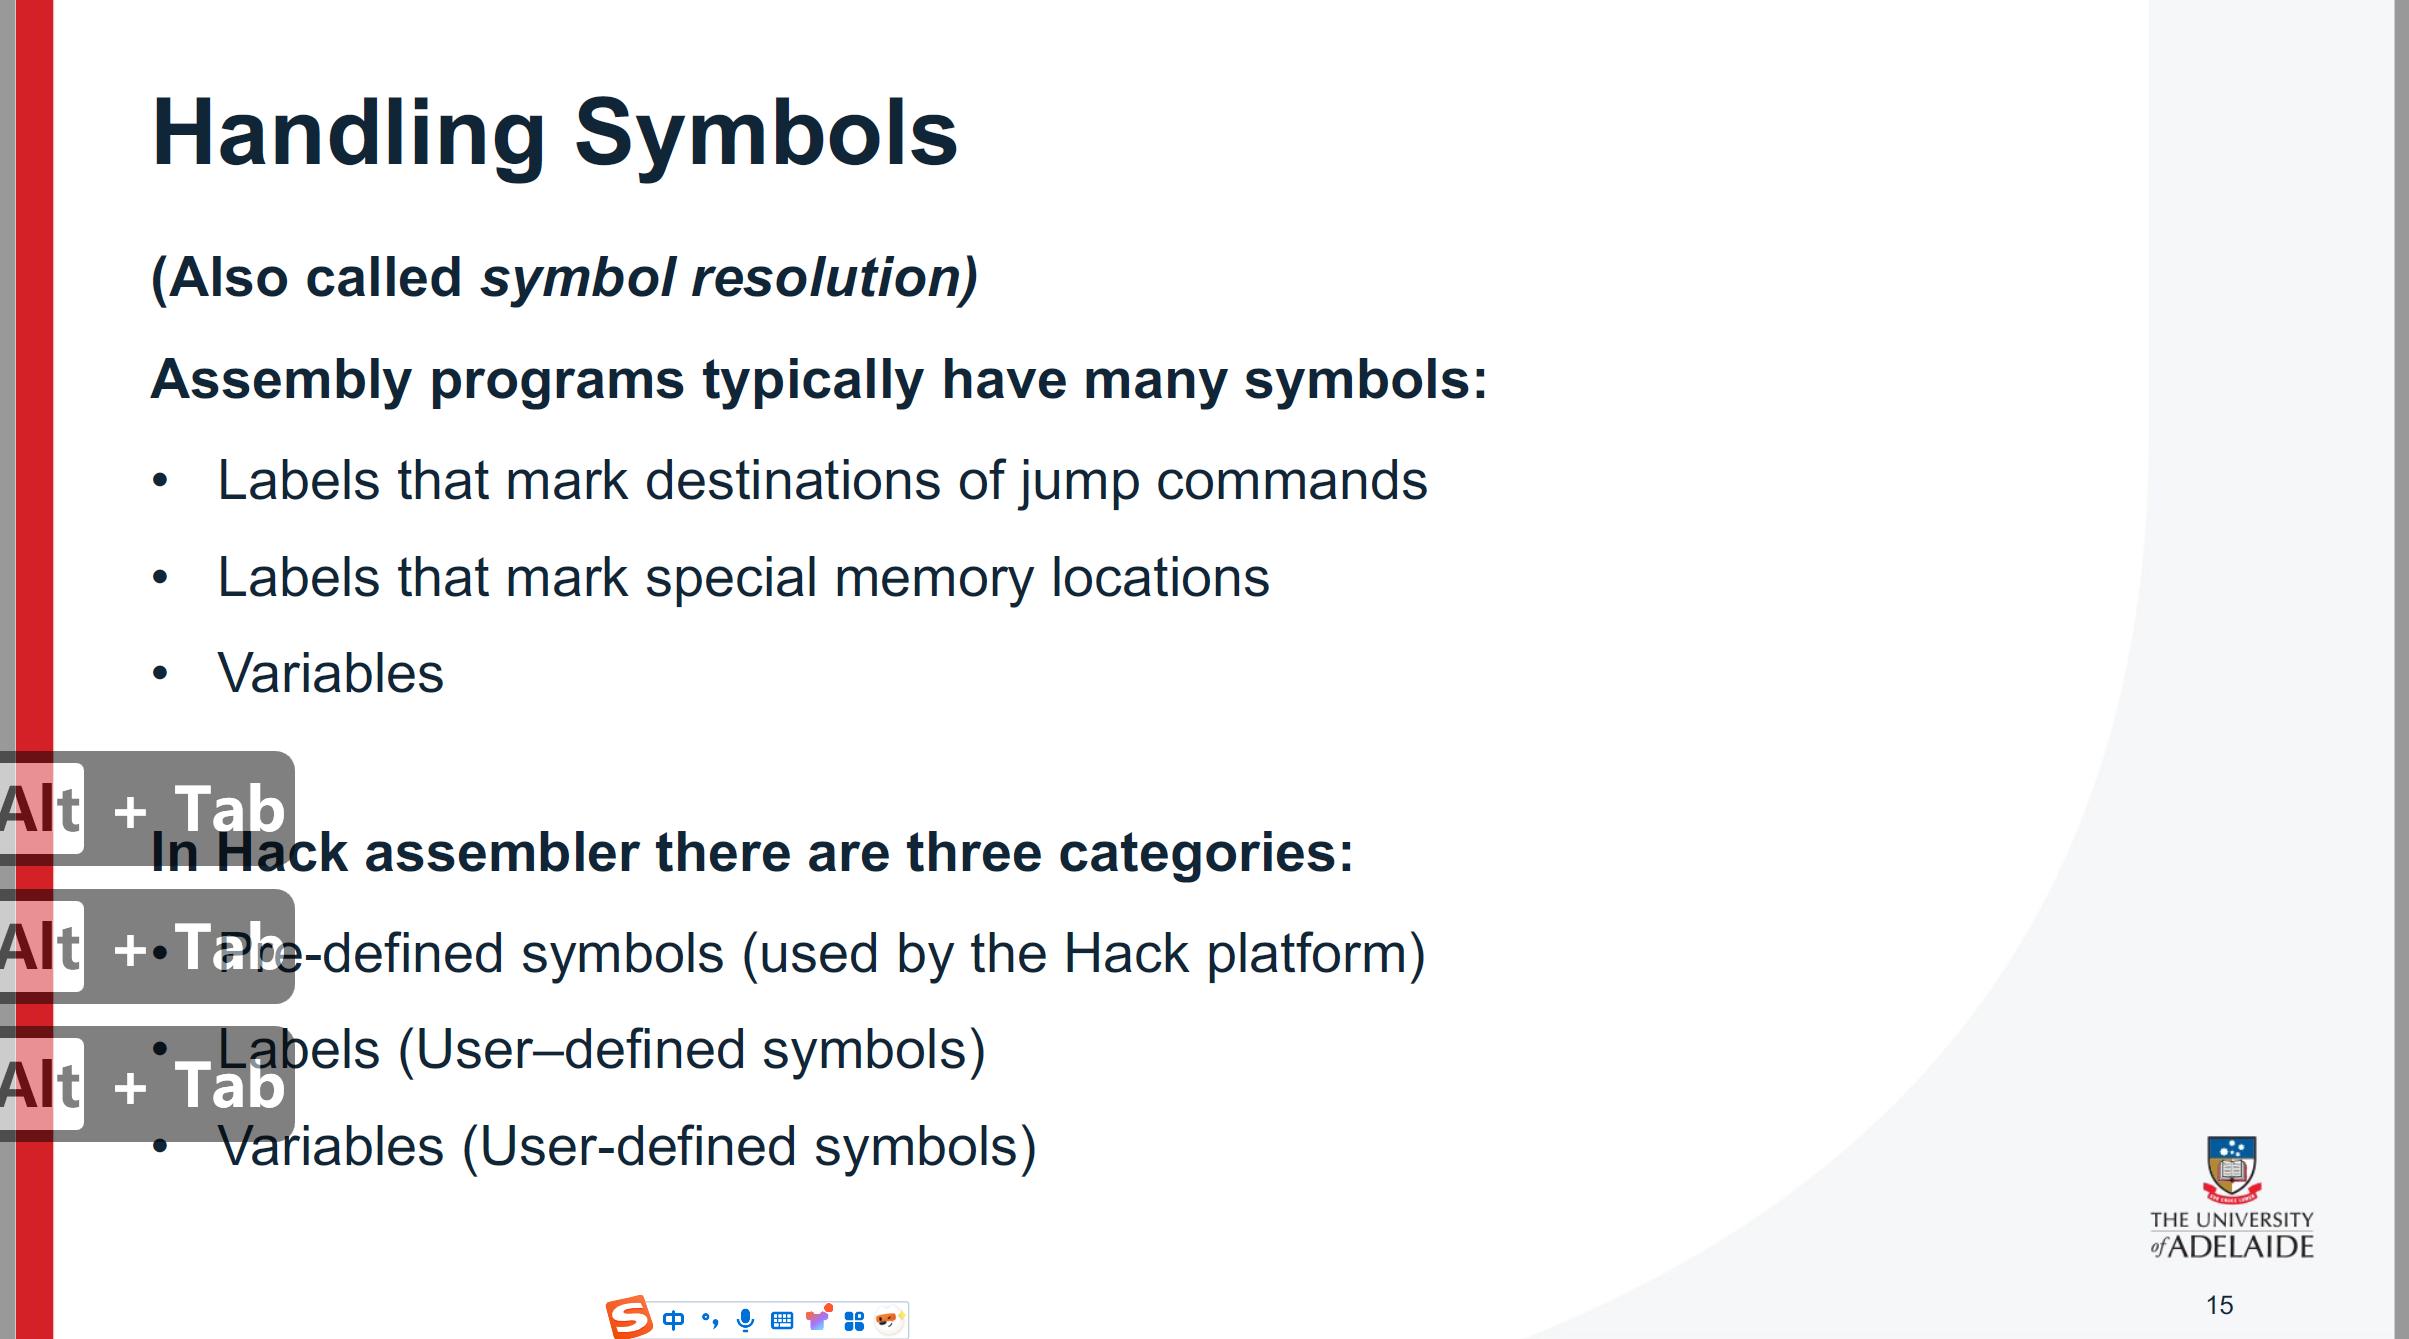 Handling Symbols
(Also called symbol resolution)
Assembly programs typically have many symbols:
• Labels that mark destinations of jump commands
• Labels that mark special memory locations
• Variables
Alt + Tab
In Hack assembler there are three categories:
Alt + Tab
• Pre-defined symbols (used by the Hack platform)
• Labels (User–defined symbols)
Alt + Tab
• Variables (User-defined symbols)
THE UNIVERSITY
of ADELAIDE
15
S 中 °,